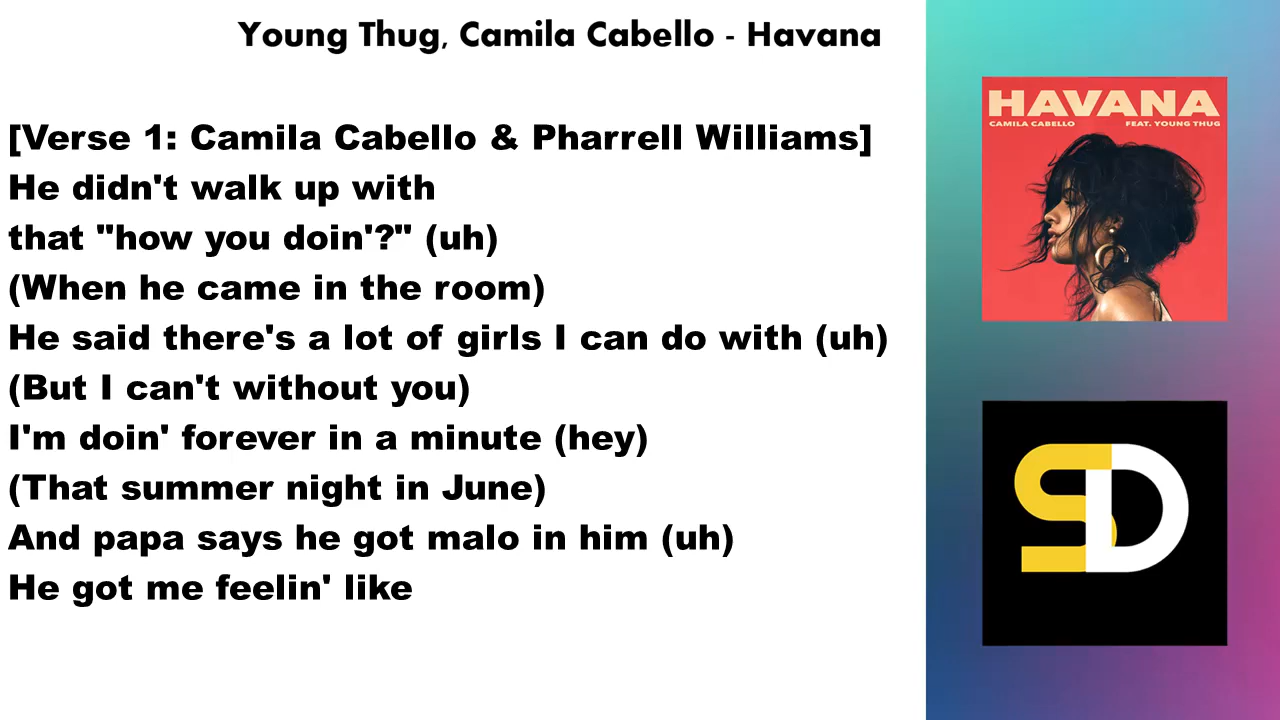 Young Thug, Camila Cabello - Havana
[Verse 1: Camila Cabello & Pharrell Williams]
He didn't walk up with
that "how you doin'?" (uh)
(When he came in the room)
He said there's a lot of girls I can do with (uh)
(But I can't without you)
I'm doin' forever in a minute (hey)
(That summer night in June)
And papa says he got malo in him (uh)
He got me feelin' like
HAVANA
CAMILA CABELLO FEAT. YOUNG THUG
SD